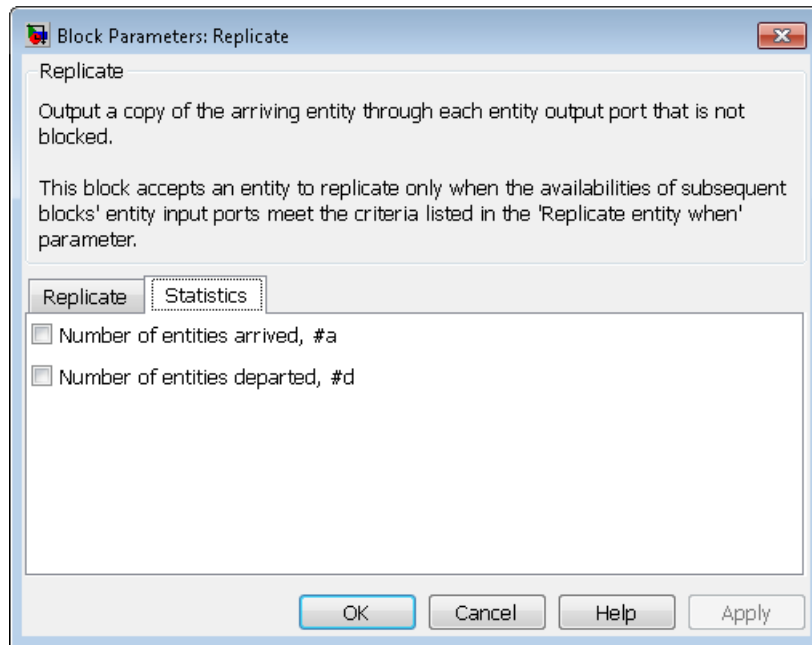 Block Parameters: Replicate
Replicate
Output a copy of the arriving entity through each entity output port that is not
blocked.
This block accepts an entity to replicate only when the availabilities of subsequent
blocks' entity input ports meet the criteria listed in the 'Replicate entity when'
parameter.
Replicate Statistics
Number of entities arrived, #a
Number of entities departed, #d
OK Cancel Help Apply